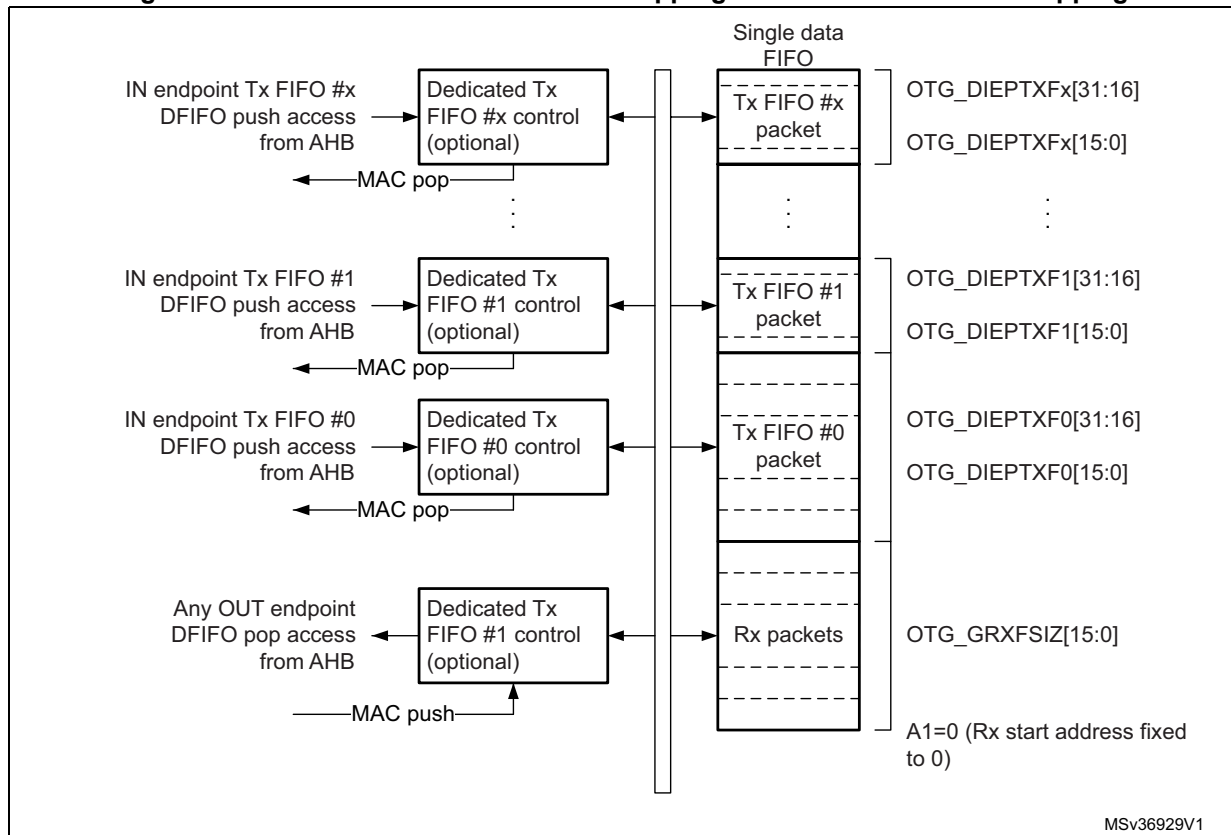 Single data
FIFO
IN endpoint Tx FIFO #x
DFIFO push access
from AHB
Dedicated Tx
FIFO #x control
(optional)
Tx FIFO #x
packet
OTG_DIEPTXFx[31:16]
OTG_DIEPTXFx[15:0]
MAC pop
IN endpoint Tx FIFO #1
DFIFO push access
from AHB
Dedicated Tx
FIFO #1 control
(optional)
Tx FIFO #1
packet
OTG_DIEPTXF1[31:16]
OTG_DIEPTXF1[15:0]
MAC pop
IN endpoint Tx FIFO #0
DFIFO push access
from AHB
Dedicated Tx
FIFO #0 control
(optional)
Tx FIFO #0
packet
OTG_DIEPTXF0[31:16]
OTG_DIEPTXF0[15:0]
MAC pop
Any OUT endpoint
DFIFO pop access
from AHB
Dedicated Tx
FIFO #1 control
(optional)
Rx packets
OTG_GRXFSIZ[15:0]
MAC push
A1=0 (Rx start address fixed
to 0)
MSv36929V1